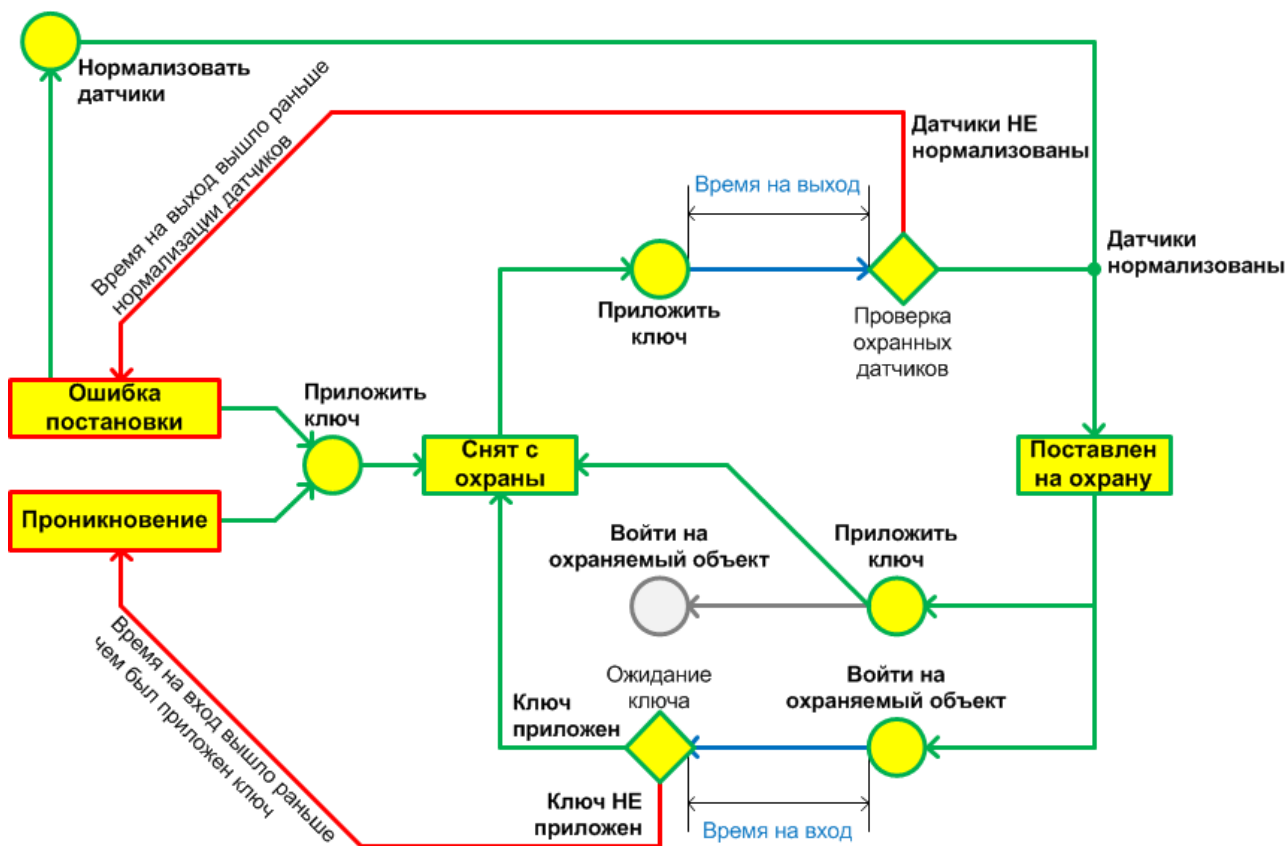 Нормализовать
датчики
Время на выход вышло раньше
нормализации датчиков
Датчики НЕ
нормализованы
Время на выход
Датчики
нормализованы
Приложить
ключ
Проверка
охранных
датчиков
Ошибка
постановки
Приложить
ключ
Снят с
охраны
Поставлен
на охрану
Проникновение
Войти на
охраняемый объект
Приложить
ключ
Время на вход вышло раньше
чем был приложен ключ
Ожидание
ключа
Войти на
охраняемый объект
Ключ
приложен
Ключ НЕ
приложен
Время на вход